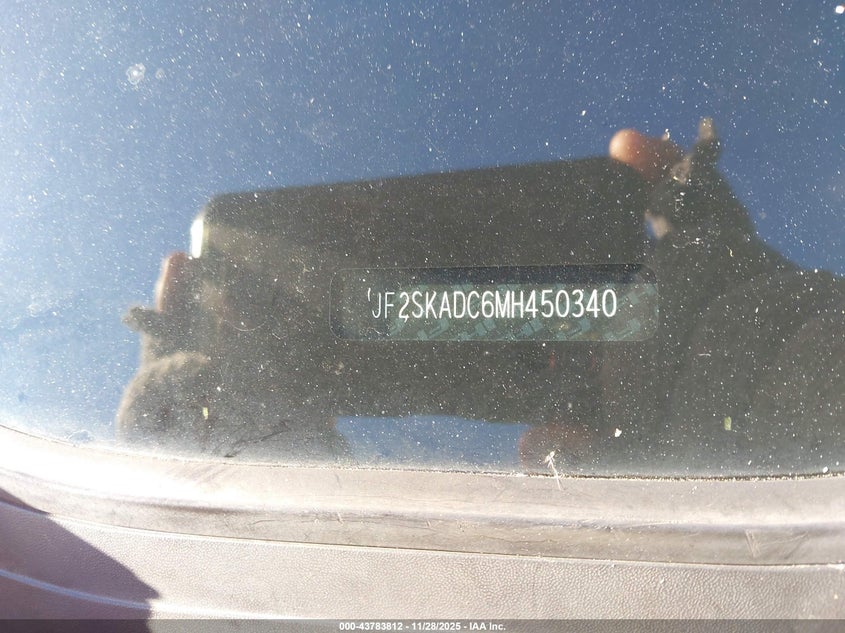 JF2SKADC6MH450340
000-43783812 - 11/28/2025 - IAA Inc.